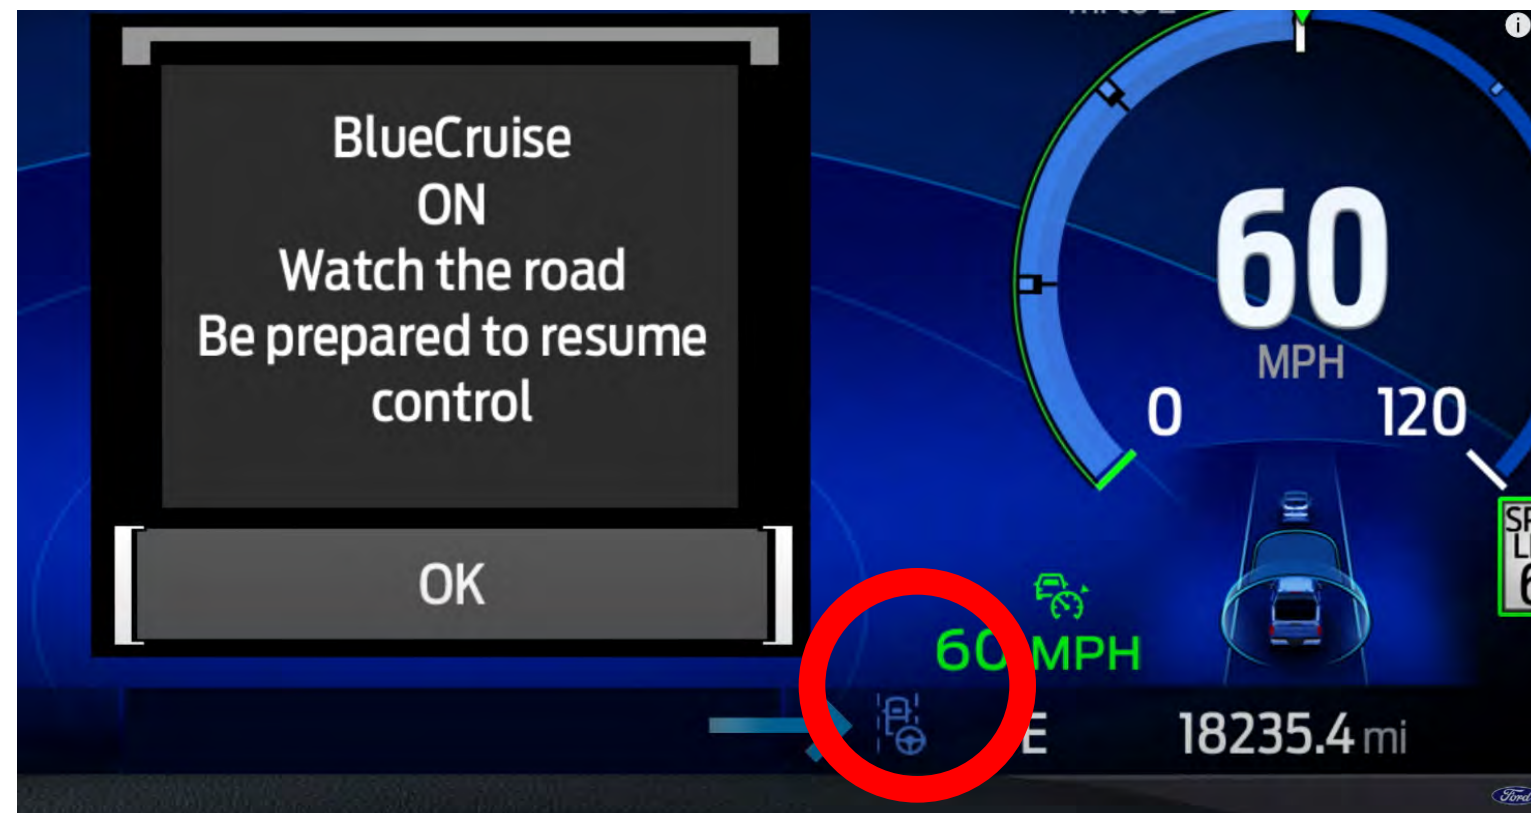 BlueCruise
ON
Watch the road
Be prepared to resume
control
OK
60
MPH
0
120
60 MPH
E
18235.4 mi
Ford